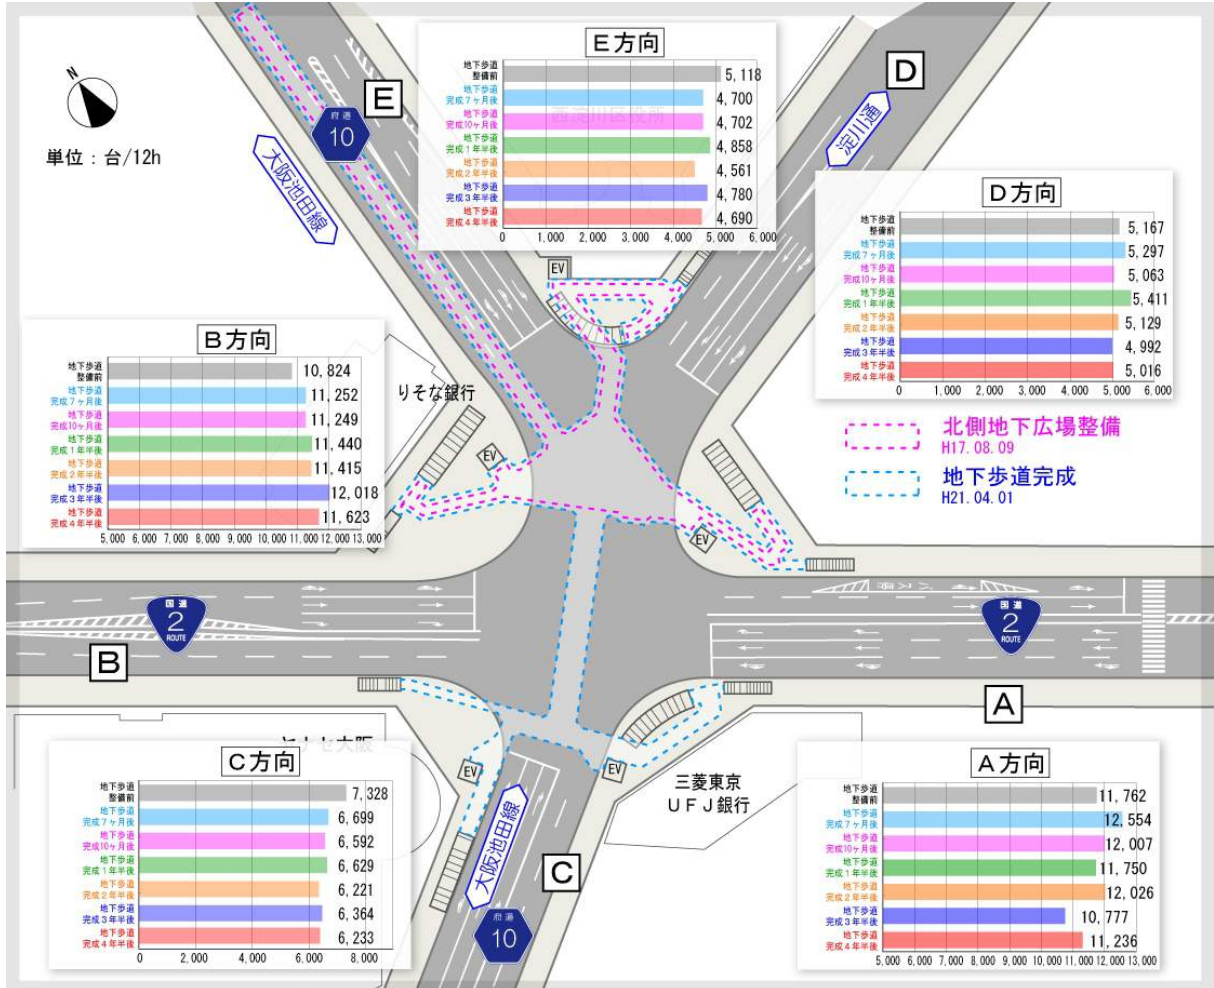 N
単位：台/12h
E
府道
10
大阪池田線
E方向
地下歩道
整備前
5,118
地下歩道
完成7ヶ月後
4,700
地下歩道
完成10ヶ月後
4,702
地下歩道
完成1年半後
4,858
地下歩道
完成2年半後
4,561
地下歩道
完成3年半後
4,780
地下歩道
完成4年半後
4,690
0 1,000 2,000 3,000 4,000 5,000 6,000
西淀川区役所
D
淀川通
D方向
地下歩道
整備前
5,167
地下歩道
完成7ヶ月後
5,297
地下歩道
完成10ヶ月後
5,063
地下歩道
完成1年半後
5,411
地下歩道
完成2年半後
5,129
地下歩道
完成3年半後
4,992
地下歩道
完成4年半後
5,016
0 1,000 2,000 3,000 4,000 5,000 6,000
EV
B方向
地下歩道
整備前
10,824
地下歩道
完成7ヶ月後
11,252
地下歩道
完成10ヶ月後
11,249
地下歩道
完成1年半後
11,440
地下歩道
完成2年半後
11,415
地下歩道
完成3年半後
12,018
地下歩道
完成4年半後
11,623
5,000 6,000 7,000 8,000 9,000 10,000 11,000 12,000 13,000
りそな銀行
EV
北側地下広場整備
H17.08.09
地下歩道完成
H21.04.01
EV
国道
2
ROUTE
B
国道
2
ROUTE
A
ヤナセ大阪
C方向
地下歩道
整備前
7,328
地下歩道
完成7ヶ月後
6,699
地下歩道
完成10ヶ月後
6,592
地下歩道
完成1年半後
6,629
地下歩道
完成2年半後
6,221
地下歩道
完成3年半後
6,364
地下歩道
完成4年半後
6,233
0 2,000 4,000 6,000 8,000
EV
EV
大阪池田線
C
府道
10
三菱東京
UFJ銀行
A方向
地下歩道
整備前
11,762
地下歩道
完成7ヶ月後
12,554
地下歩道
完成10ヶ月後
12,007
地下歩道
完成1年半後
11,750
地下歩道
完成2年半後
12,026
地下歩道
完成3年半後
10,777
地下歩道
完成4年半後
11,236
5,000 6,000 7,000 8,000 9,000 10,000 11,000 12,000 13,000